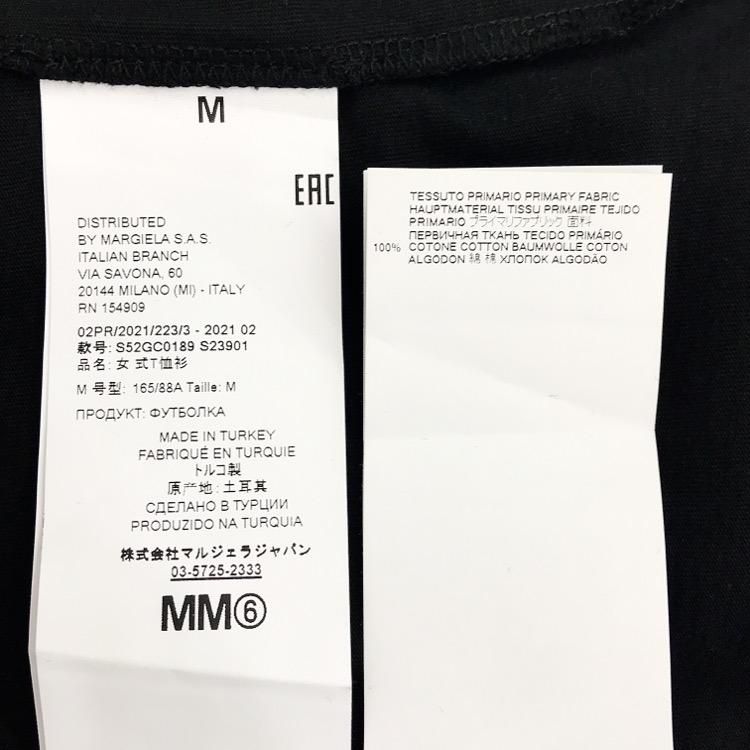 M
EAC
DISTRIBUTED
BY MARGIELA S.A.S.
ITALIAN BRANCH
VIA SAVONA, 60
20144 MILANO (MI) - ITALY
RN 154909
02PR/2021/223/3 - 2021 02
款号: S52GC0189 S23901
品名: 女 式T恤衫
M 号型: 165/88A Taille: M
ПРОДУКТ: ФУТБОЛКА
MADE IN TURKEY
FABRIQUÉ EN TURQUIE
トルコ製
原产地: 土耳其
СДЕЛАНО В ТУРЦИИ
PRODUZIDO NA TURQUIA
株式会社マルジェラジャパン
03-5725-2333
MM⑥
TESSUTO PRIMARIO PRIMARY FABRIC
HAUPTMATERIAL TISSU PRIMAIRE TEJIDO
PRIMARIO プライマリファブリック 面料
ПЕРВИЧНАЯ ТКАНЬ TECIDO PRIMÁRIO
100% COTONE COTTON BAUMWOLLE COTON
ALGODON 綿 棉 ХЛОПОК ALGODÃO